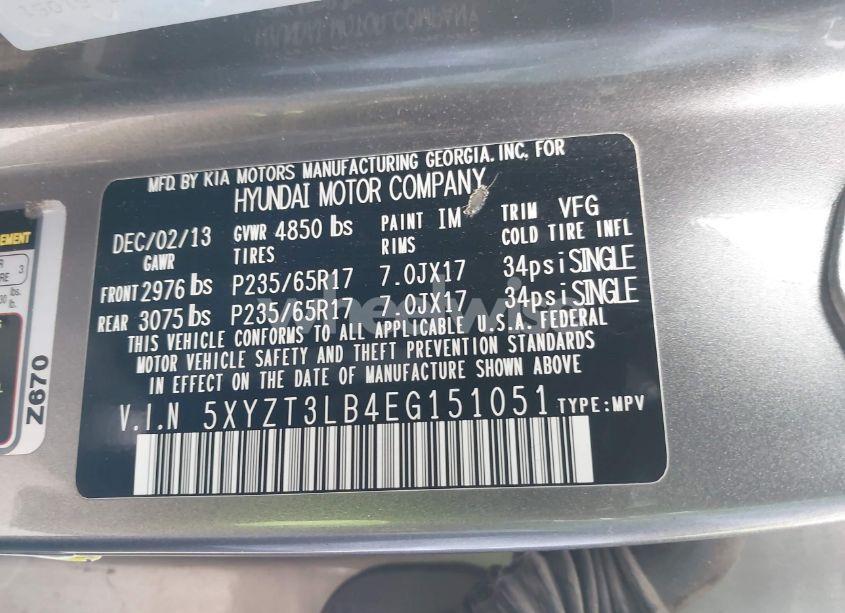 MFD. BY KIA MOTORS MANUFACTURING GEORGIA. INC. FOR
HYUNDAI MOTOR COMPANY
DEC/02/13 GVWR 4850 lbs PAINT IM TRIM VFG
GAWR TIRES RIMS COLD TIRE INFL
FRONT 2976 lbs P235/65R17 7.0JX17 34psi SINGLE
REAR 3075 lbs P235/65R17 7.0JX17 34psi SINGLE
THIS VEHICLE CONFORMS TO ALL APPLICABLE U.S.A. FEDERAL
MOTOR VEHICLE SAFETY AND THEFT PREVENTION STANDARDS
IN EFFECT ON THE DATE OF MANUFACTURE SHOWN ABOVE
V.I.N 5XYZT3LB4EG151051 TYPE:MPV
Z670